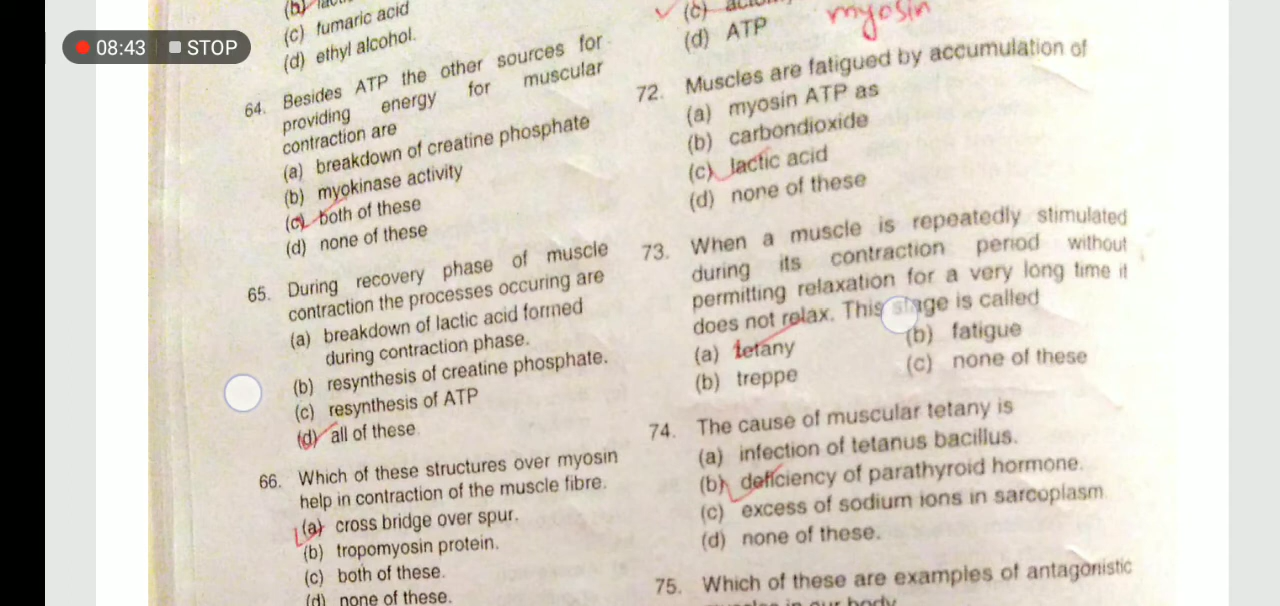 08:43 STOP
(c) fumaric acid
(d) ethyl alcohol.
64. Besides ATP the other sources for
providing energy for muscular
contraction are
(a) breakdown of creatine phosphate
(b) myokinase activity
(c) both of these
(d) none of these
65. During recovery phase of muscle
contraction the processes occuring are
(a) breakdown of lactic acid formed
during contraction phase.
(b) resynthesis of creatine phosphate.
(c) resynthesis of ATP
(d) all of these
66. Which of these structures over myosin
help in contraction of the muscle fibre.
(a) cross bridge over spur.
(b) tropomyosin protein.
(c) both of these.
(d) none of these.
(c)
myosin
(d) ATP
72. Muscles are fatigued by accumulation of
(a) myosin ATP as
(b) carbondioxide
(c) lactic acid
(d) none of these
73. When a muscle is repeatedly stimulated
during its contraction period without
permitting relaxation for a very long time it
does not relax. This stage is called
(a) tetany (b) fatigue
(b) treppe (c) none of these
74. The cause of muscular tetany is
(a) infection of tetanus bacillus.
(b) deficiency of parathyroid hormone.
(c) excess of sodium ions in sarcoplasm.
(d) none of these.
75. Which of these are examples of antagonistic
in our body